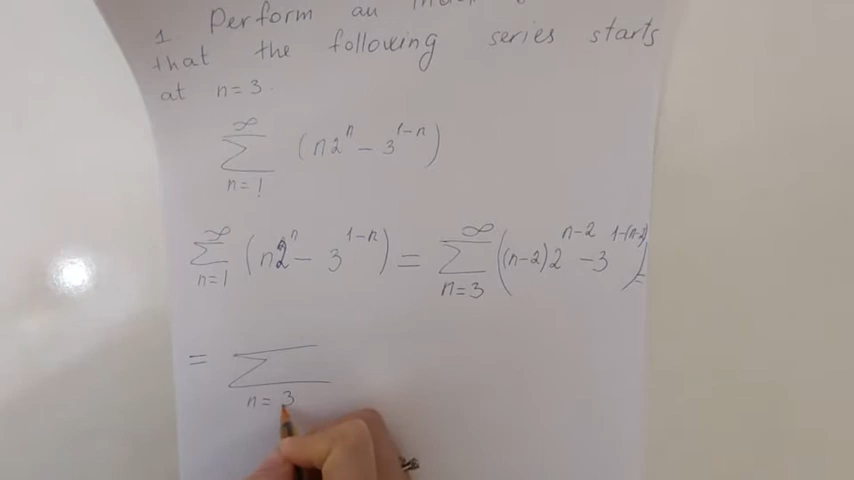 1. Perform an
that the following series starts
at n=3.
∞
∑ (n2ⁿ − 3¹⁻ⁿ)
n=1
∞ ∞
∑ (n2ⁿ − 3¹⁻ⁿ) = ∑ ((n-2)2ⁿ⁻² − 3¹⁻⁽ⁿ⁻²⁾) =
n=1 n=3
= ∑
n=3